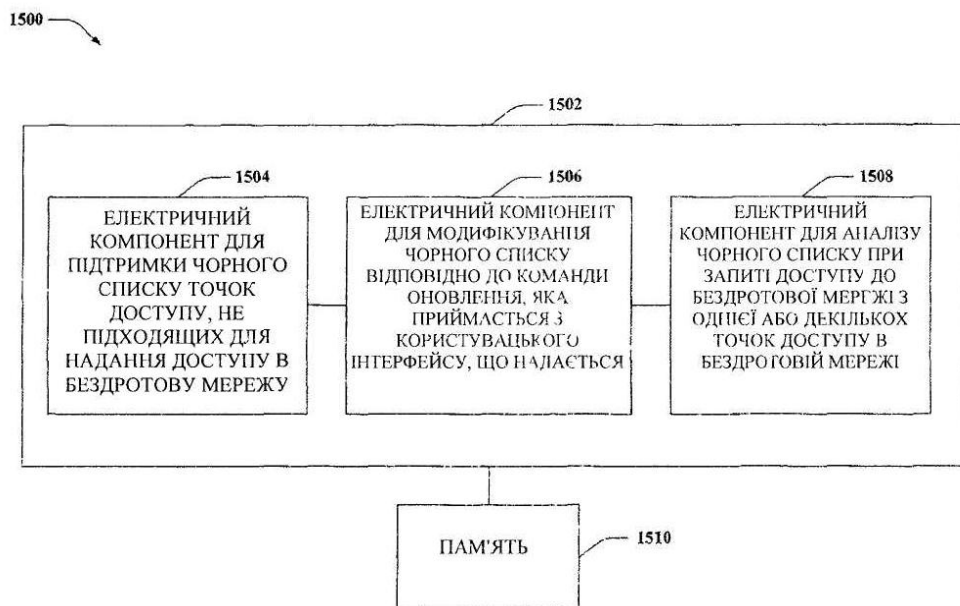 1500
1502
1504
ЕЛЕКТРИЧНИЙ
КОМПОНЕНТ ДЛЯ
ПІДТРИМКИ ЧОРНОГО
СПИСКУ ТОЧОК
ДОСТУПУ, НЕ
ПІДХОДЯЩИХ ДЛЯ
НАДАННЯ ДОСТУПУ В
БЕЗДРОТОВУ МЕРЕЖУ
1506
ЕЛЕКТРИЧНИЙ КОМПОНЕНТ
ДЛЯ МОДИФІКУВАННЯ
ЧОРНОГО СПИСКУ
ВІДПОВІДНО ДО КОМАНДИ
ОНОВЛЕННЯ, ЯКА
ПРИЙМАЄТЬСЯ З
КОРИСТУВАЦЬКОГО
ІНТЕРФЕЙСУ, ЩО НАДАЄТЬСЯ
1508
ЕЛЕКТРИЧНИЙ
КОМПОНЕНТ ДЛЯ АНАЛІЗУ
ЧОРНОГО СПИСКУ ПРИ
ЗАПИТІ ДОСТУПУ ДО
БЕЗДРОТОВОЇ МЕРЕЖІ З
ОДНІЄЇ АБО ДЕКІЛЬКОХ
ТОЧОК ДОСТУПУ В
БЕЗДРОТОВІЙ МЕРЕЖІ
ПАМ'ЯТЬ
1510